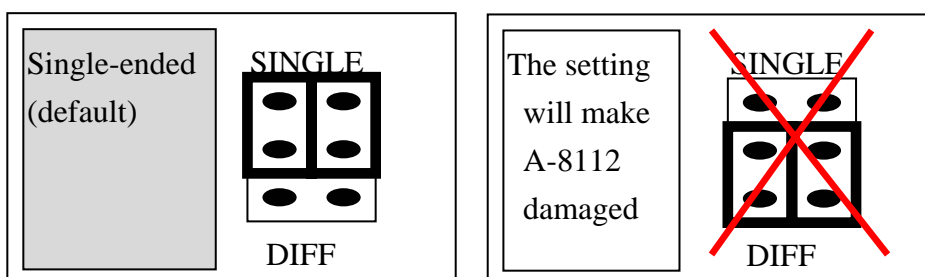 Single-ended
(default)
SINGLE
DIFF
The setting
will make
A-8112
damaged
SINGLE
DIFF